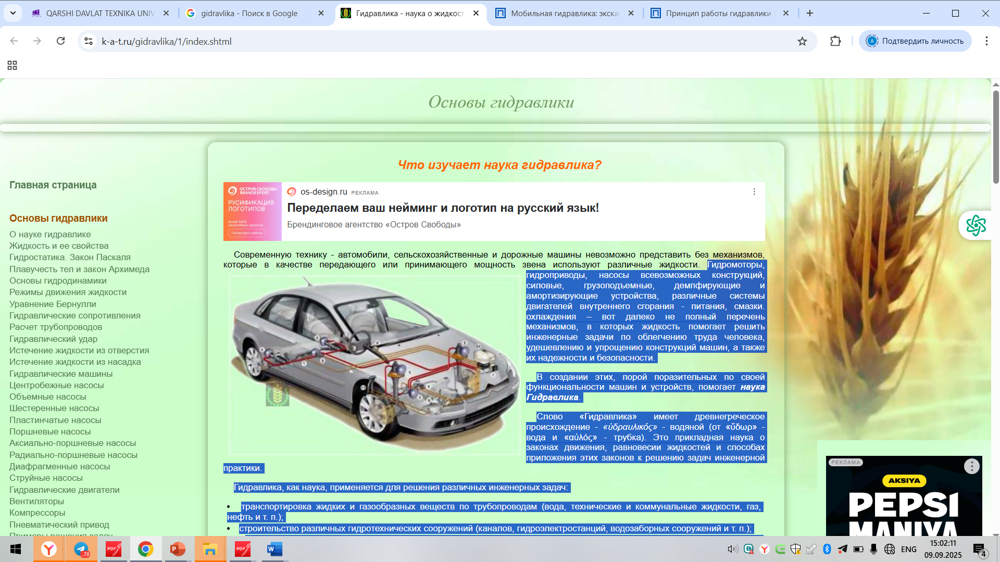 QARSHI DAVLAT TEXNIKA UNIV
gidravlika - Поиск в Google
Гидравлика - наука о жидкост
Мобильная гидравлика: экска
Принцип работы гидравлики
k-a-t.ru/gidravlika/1/index.shtml
Подтвердить личность
Основы гидравлики
Главная страница
Основы гидравлики
О науке гидравлике
Жидкость и ее свойства
Гидростатика. Закон Паскаля
Плавучесть тел и закон Архимеда
Основы гидродинамики
Режимы движения жидкости
Уравнение Бернулли
Гидравлические сопротивления
Расчет трубопроводов
Гидравлический удар
Истечение жидкости из отверстия
Истечение жидкости из насадка
Гидравлические машины
Центробежные насосы
Объемные насосы
Шестеренные насосы
Пластинчатые насосы
Поршневые насосы
Аксиально-поршневые насосы
Радиально-поршневые насосы
Диафрагменные насосы
Струйные насосы
Гидравлические двигатели
Вентиляторы
Компрессоры
Пневматический привод
Примеры решения задач
Что изучает наука гидравлика?
ОСТРОВ СВОБОДЫ
BRANDEXPERT
РУСИФИКАЦИЯ
ЛОГОТИПОВ
Более 5000
масштабных проектов
Посмотреть работы
os-design.ru РЕКЛАМА
Переделаем ваш нейминг и логотип на русский язык!
Брендинговое агентство «Остров Свободы»
Современную технику - автомобили, сельскохозяйственные и дорожные машины невозможно представить без механизмов,
которые в качестве передающего или принимающего мощность звена используют различные жидкости. Гидромоторы,
гидроприводы, насосы всевозможных конструкций,
силовые, грузоподъемные, демпфирующие и
амортизирующие устройства, различные системы
двигателей внутреннего сгорания - питания, смазки.
охлаждения – вот далеко не полный перечень
механизмов, в которых жидкость помогает решить
инженерные задачи по облегчению труда человека,
удешевлению и упрощению конструкций машин, а также
их надежности и безопасности.
В создании этих, порой поразительных по своей
функциональности машин и устройств, помогает наука
Гидравлика.
Слово «Гидравлика» имеет древнегреческое
происхождение - «ὑδραυλικός» - водяной (от «ὕδωρ» -
вода и «αὐλός» - трубка). Это прикладная наука о
законах движения, равновесии жидкостей и способах
приложения этих законов к решению задач инженерной
практики.
Гидравлика, как наука, применяется для решения различных инженерных задач:
• транспортировка жидких и газообразных веществ по трубопроводам (вода, технические и коммунальные жидкости, газ,
нефть и т. п.);
• строительство различных гидротехнических сооружений (каналов, гидроэлектростанций, водозаборных сооружений и т. п.);
РЕКЛАМА
AKSIYA
PEPSI
MANIYA
..78
ENG
15:02:11
09.09.2025
4